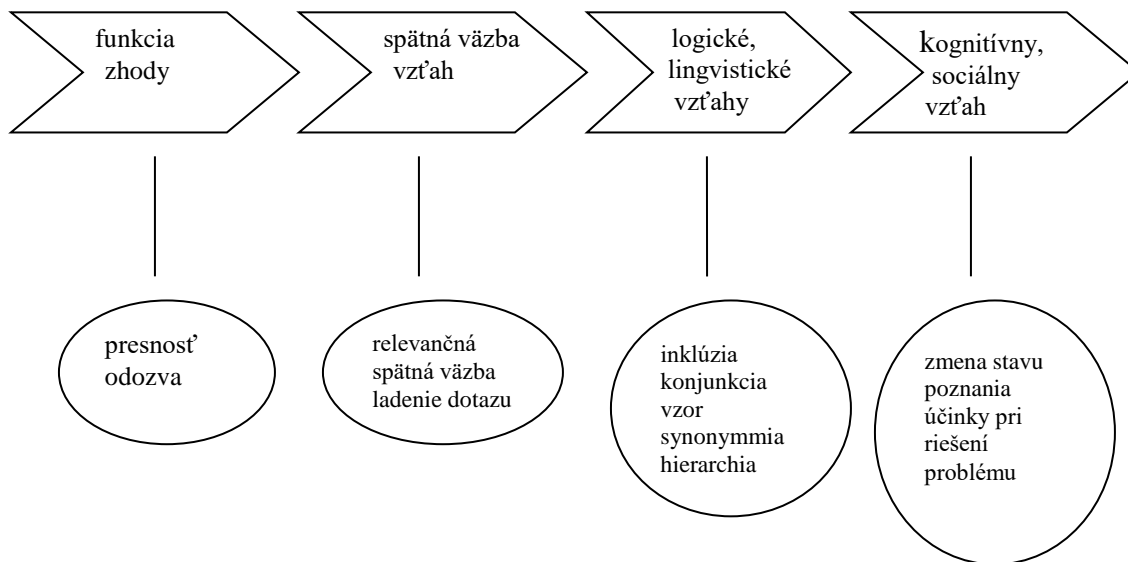 funkcia
zhody
spätná väzba
vzťah
logické,
lingvistické
vzťahy
kognitívny,
sociálny
vzťah
presnosť
odozva
relevančná
spätná väzba
ladenie dotazu
inklúzia
konjunkcia
vzor
synonymmia
hierarchia
zmena stavu
poznania
účinky pri
riešení
problému